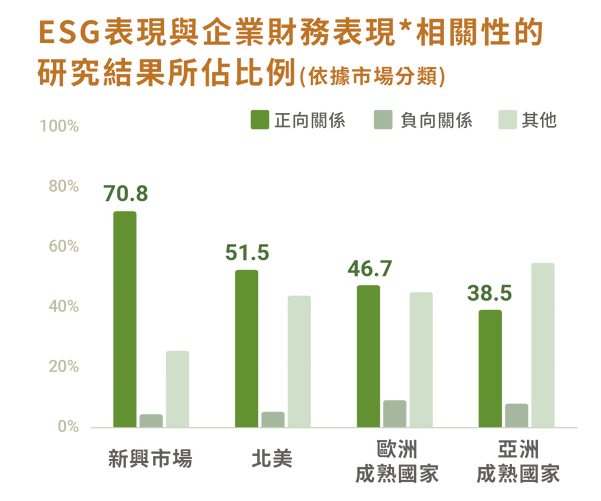 ESG表現與企業財務表現*相關性的
研究結果所佔比例(依據市場分類)
正向關係 負向關係 其他
100%
80%
60%
40%
20%
0%
70.8
51.5
46.7
38.5
新興市場
北美
歐洲
成熟國家
亞洲
成熟國家